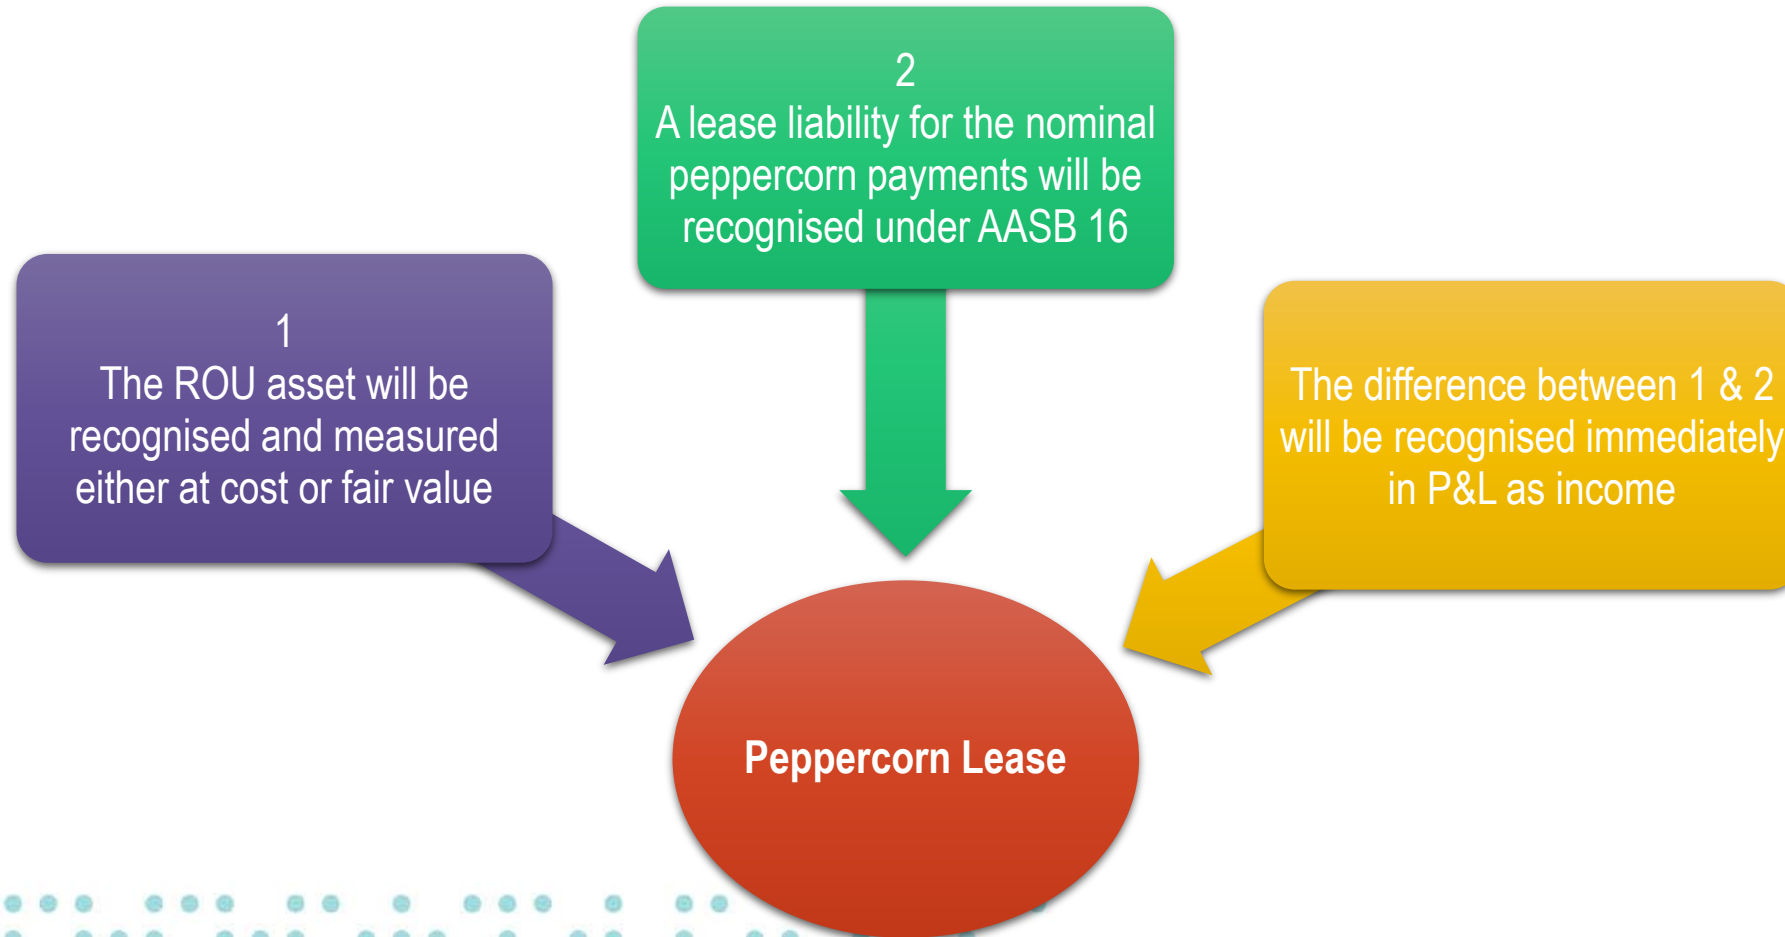 1
The ROU asset will be
recognised and measured
either at cost or fair value
2
A lease liability for the nominal
peppercorn payments will be
recognised under AASB 16
The difference between 1 & 2
will be recognised immediately
in P&L as income
Peppercorn Lease